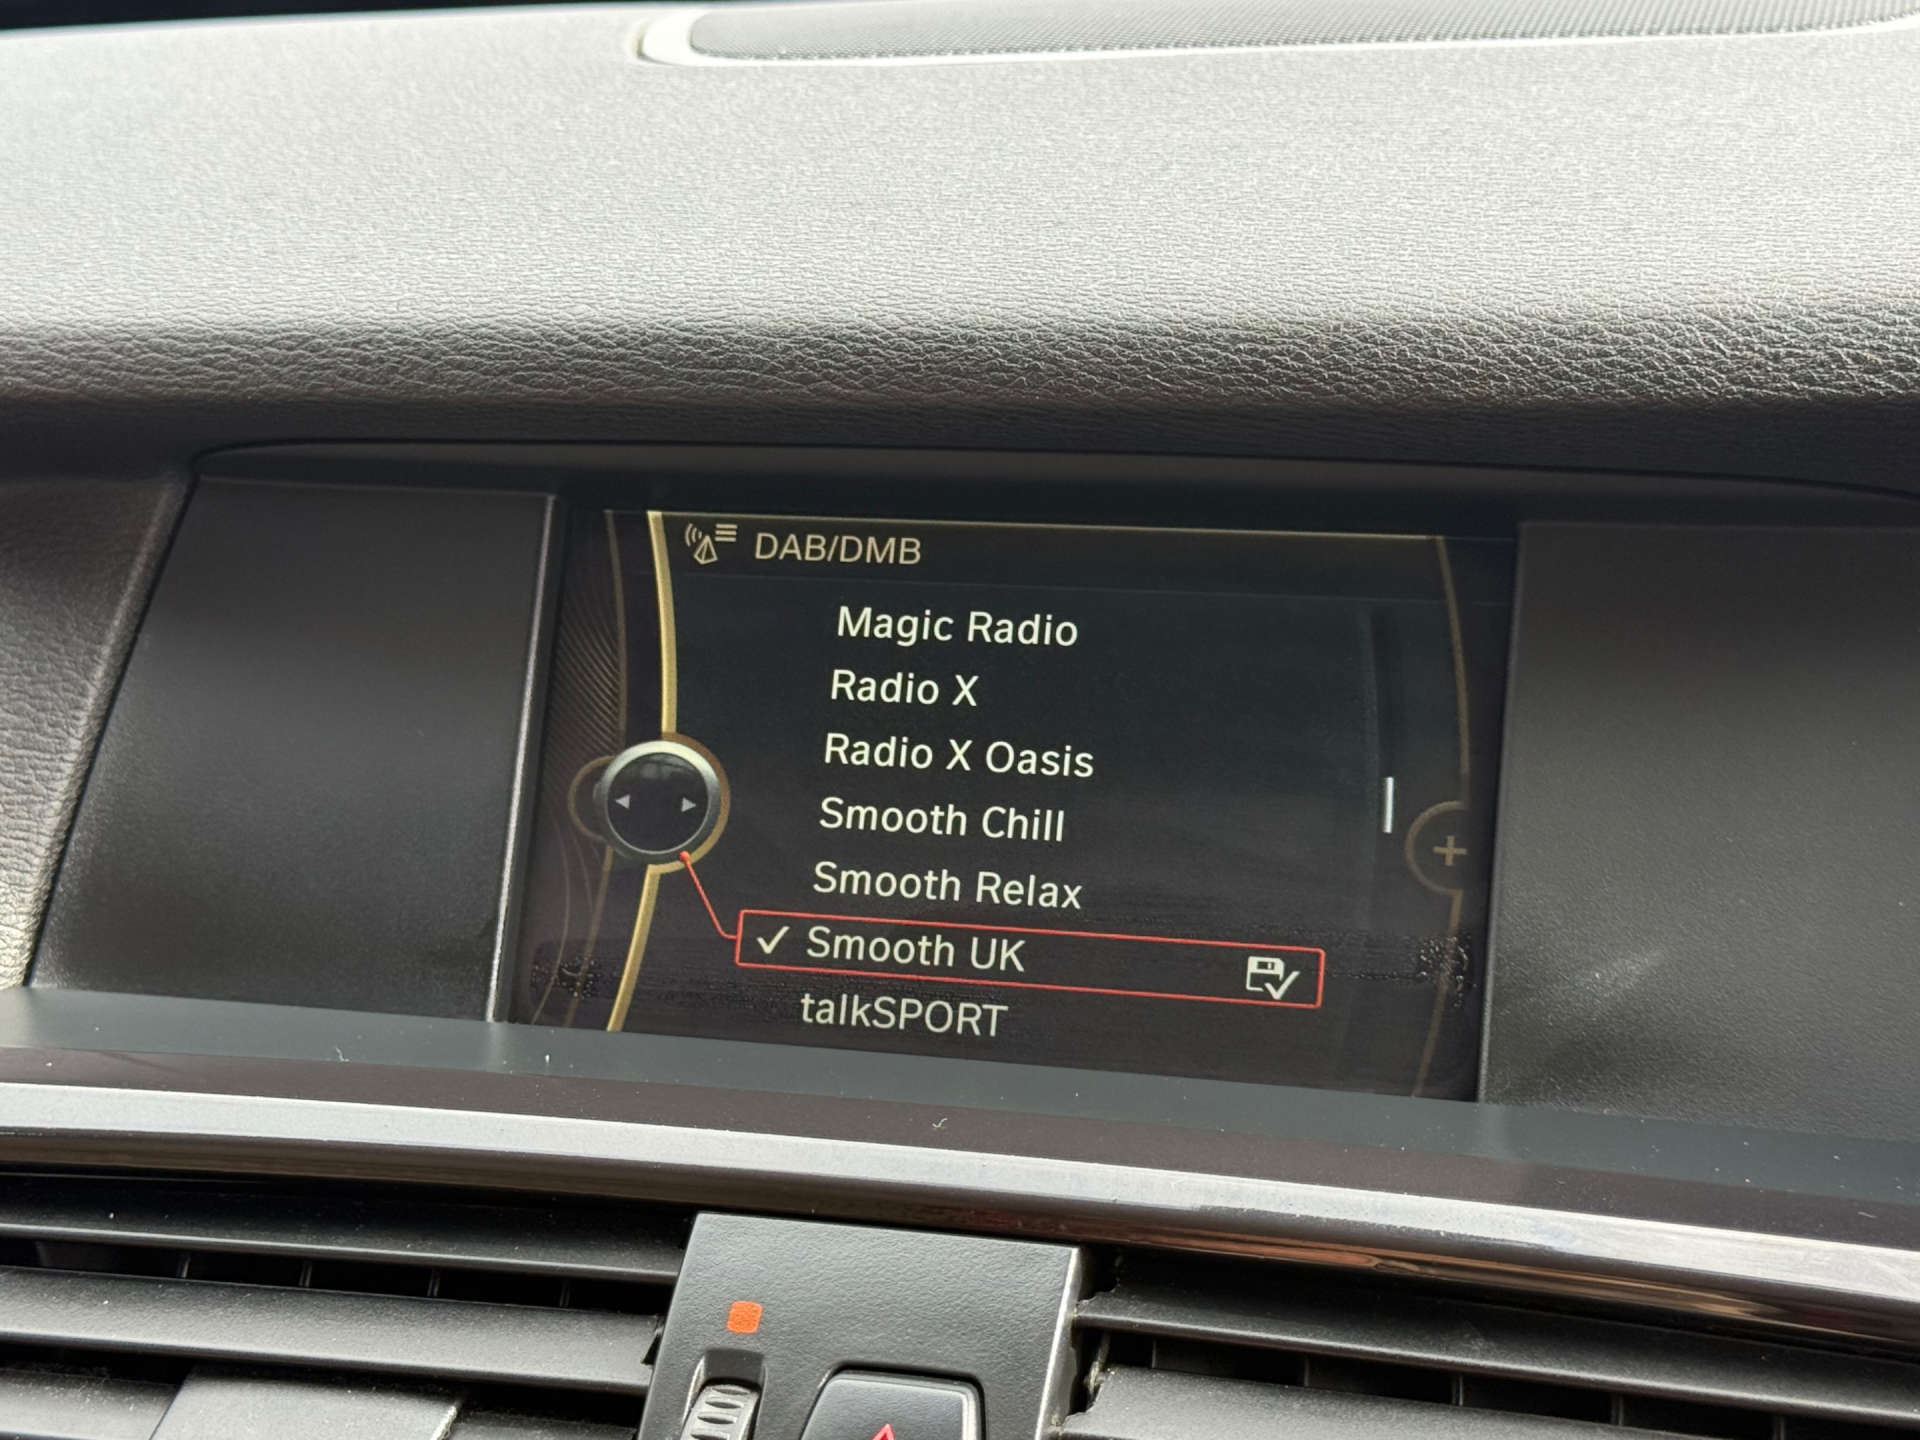 DAB/DMB
Magic Radio
Radio X
Radio X Oasis
Smooth Chill
Smooth Relax
Smooth UK
talkSPORT